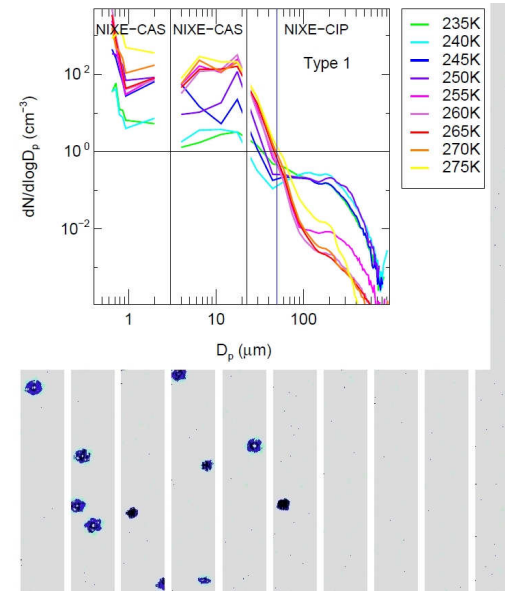 NIXE−CAS NIXE−CAS NIXE−CIP
Type 1
dN/dlogDp (cm−3)
10²
10⁰
10⁻²
1 10 100
Dp (μm)
235K
240K
245K
250K
255K
260K
265K
270K
275K